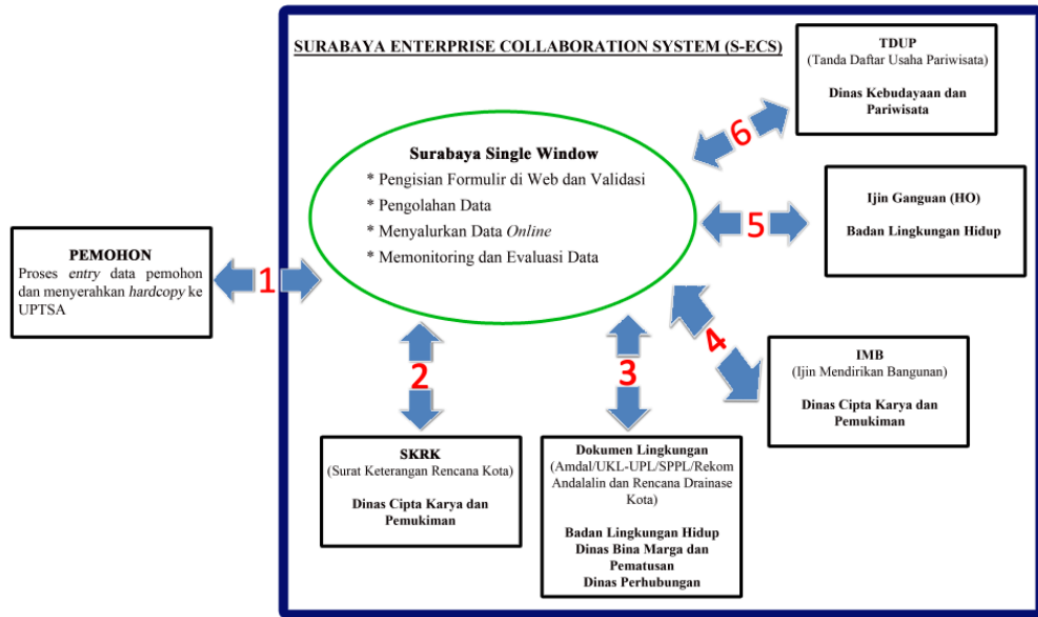 SURABAYA ENTERPRISE COLLABORATION SYSTEM (S-ECS)
Surabaya Single Window
* Pengisian Formulir di Web dan Validasi
* Pengolahan Data
* Menyalurkan Data Online
* Memonitoring dan Evaluasi Data
PEMOHON
Proses entry data pemohon
dan menyerahkan hardcopy ke
UPTSA
1
2
SKRK
(Surat Keterangan Rencana Kota)
Dinas Cipta Karya dan
Pemukiman
3
Dokumen Lingkungan
(Amdal/UKL-UPL/SPPL/Rekom
Andalalin dan Rencana Drainase
Kota)
Badan Lingkungan Hidup
Dinas Bina Marga dan
Pematusan
Dinas Perhubungan
4
IMB
(Ijin Mendirikan Bangunan)
Dinas Cipta Karya dan
Pemukiman
5
Ijin Ganguan (HO)
Badan Lingkungan Hidup
6
TDUP
(Tanda Daftar Usaha Pariwisata)
Dinas Kebudayaan dan
Pariwisata